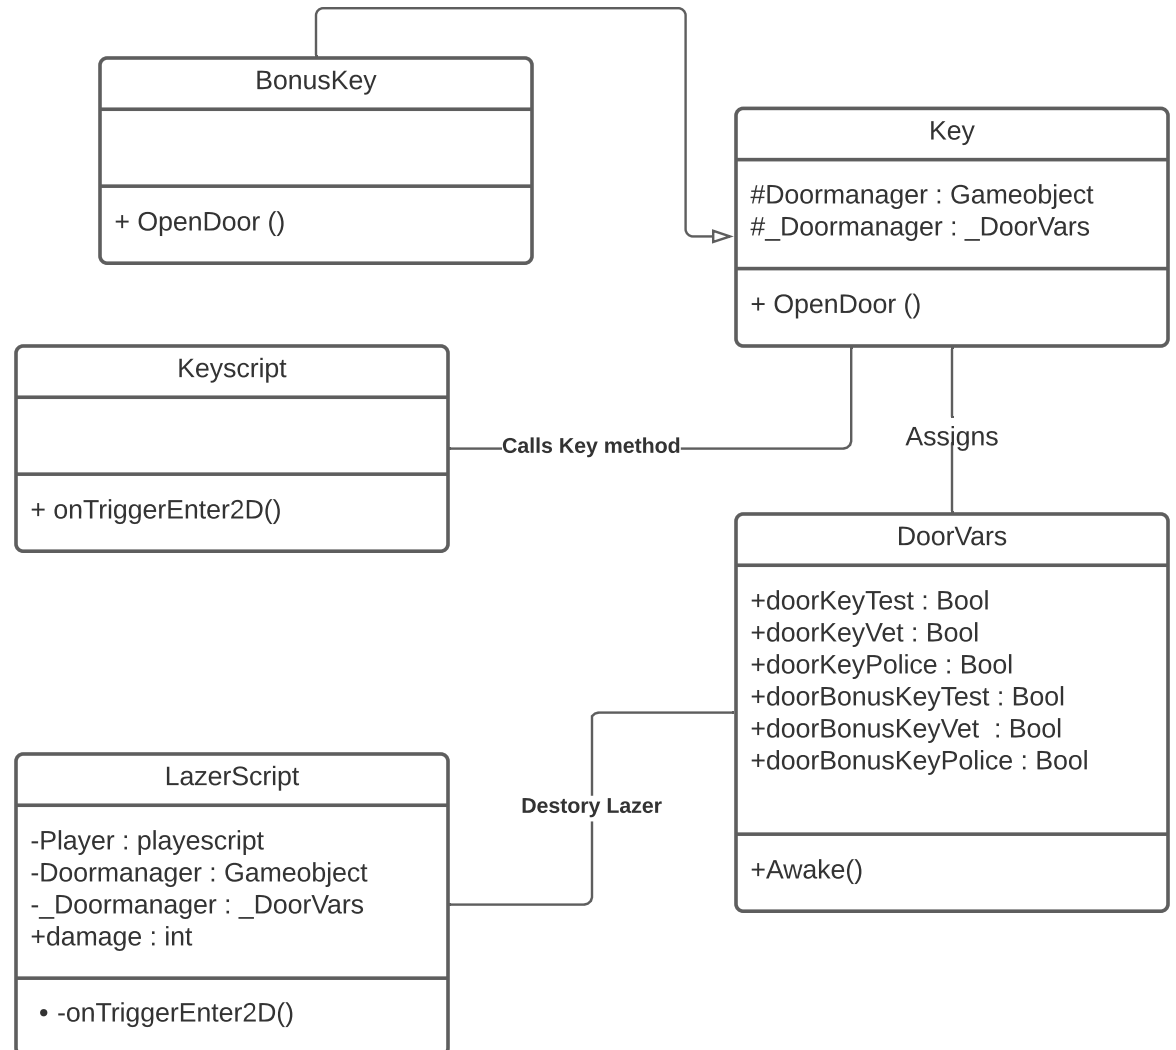 BonusKey
+ OpenDoor ()
Key
#Doormanager : Gameobject
#_Doormanager : _DoorVars
+ OpenDoor ()
Keyscript
+ onTriggerEnter2D()
Calls Key method
Assigns
DoorVars
+doorKeyTest : Bool
+doorKeyVet : Bool
+doorKeyPolice : Bool
+doorBonusKeyTest : Bool
+doorBonusKeyVet  : Bool
+doorBonusKeyPolice : Bool
+Awake()
Destory Lazer
LazerScript
-Player : playescript
-Doormanager : Gameobject
-_Doormanager : _DoorVars
+damage : int
• -onTriggerEnter2D()